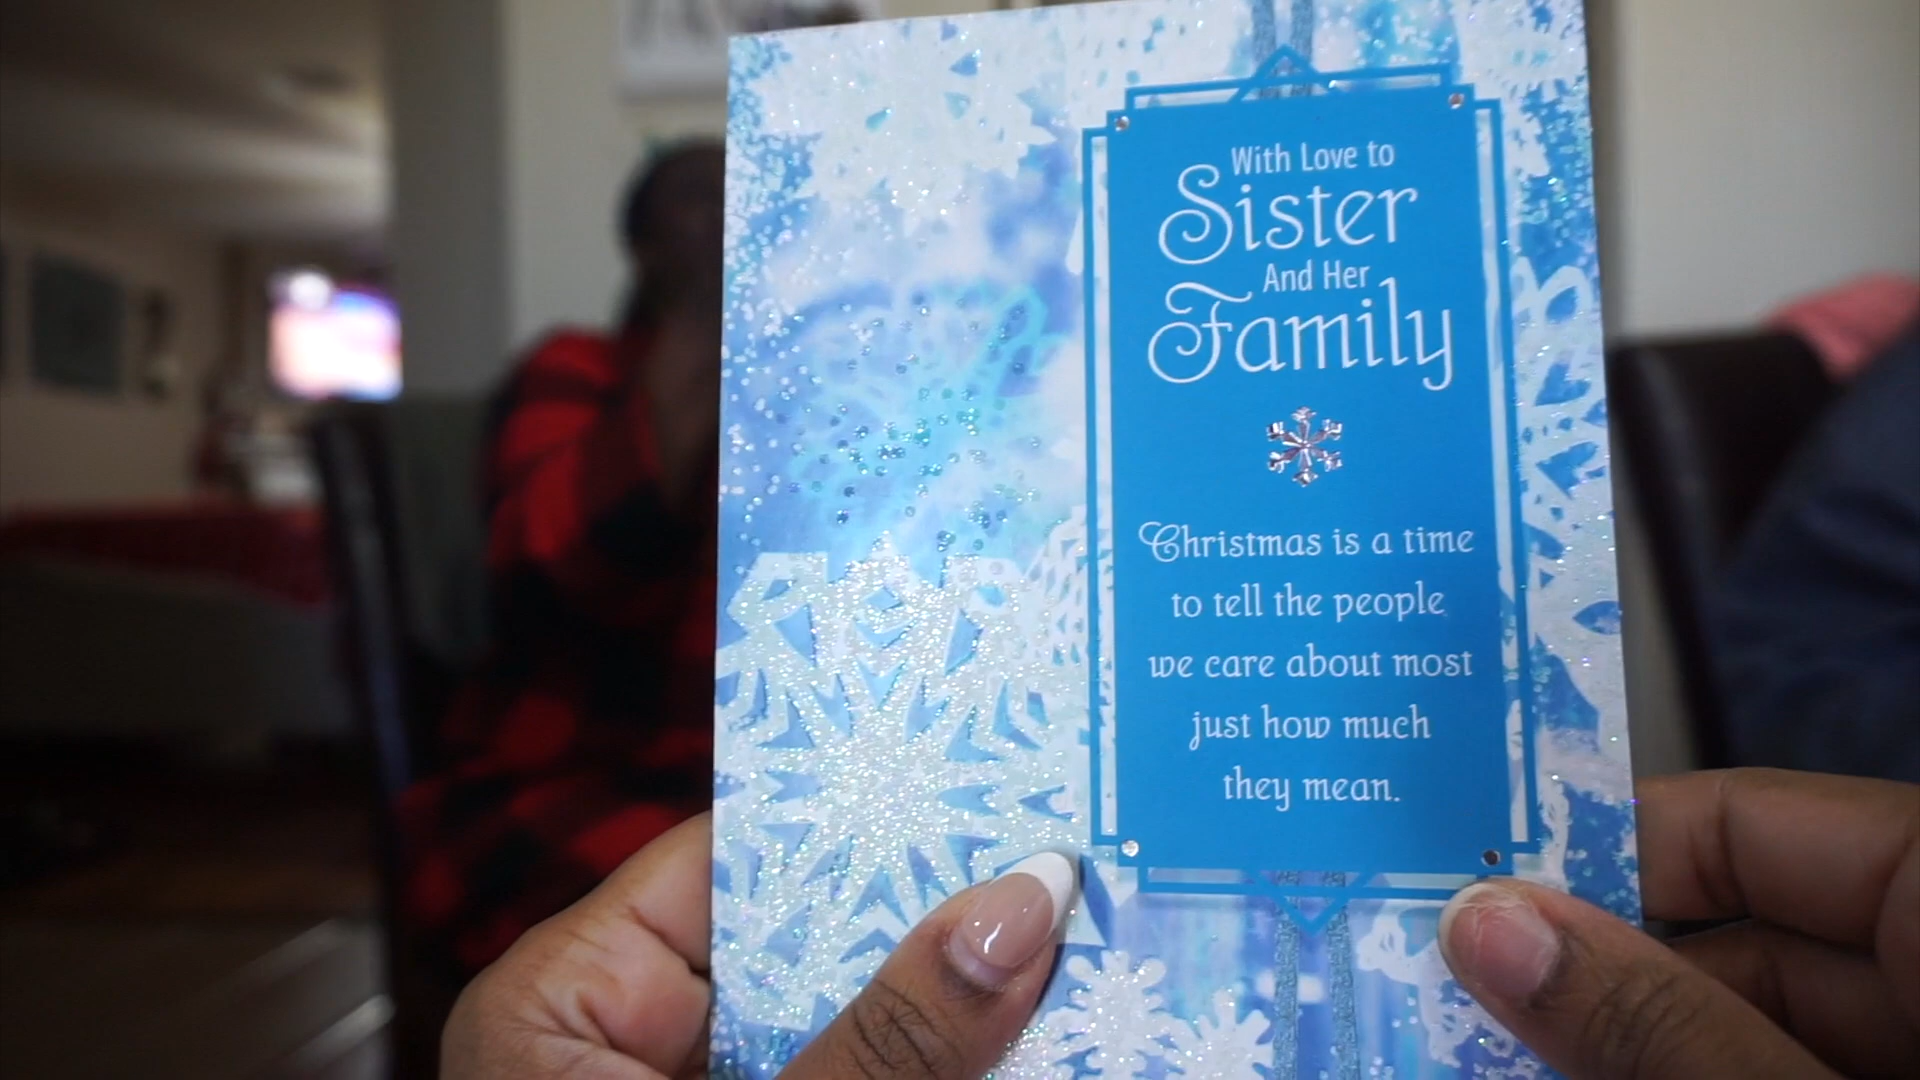 With Love to
Sister
And Her
Family
Christmas is a time
to tell the people
we care about most
just how much
they mean.